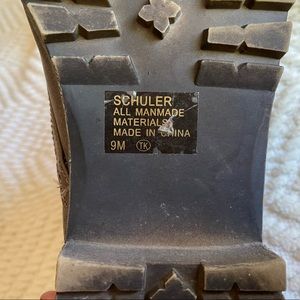 SCHULER
ALL MANMADE
MATERIALS
MADE IN CHINA
9M TK